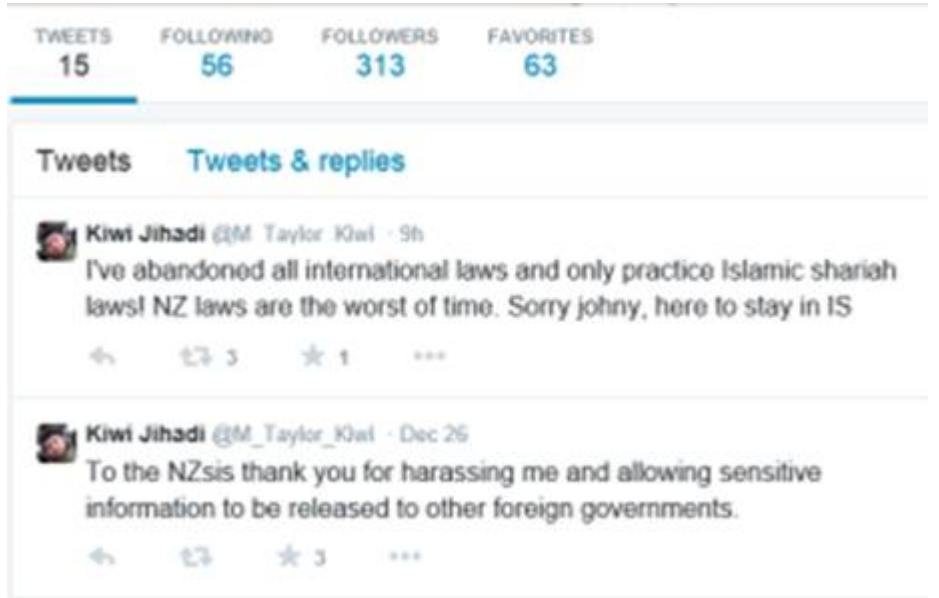 TWEETS FOLLOWING FOLLOWERS FAVORITES
15 56 313 63
Tweets Tweets & replies
Kiwi Jihadi @M_Taylor_Kiwi · 9h
I've abandoned all international laws and only practice Islamic shariah
laws! NZ laws are the worst of time. Sorry johny, here to stay in IS
3 1
Kiwi Jihadi @M_Taylor_Kiwi · Dec 26
To the NZsis thank you for harassing me and allowing sensitive
information to be released to other foreign governments.
3